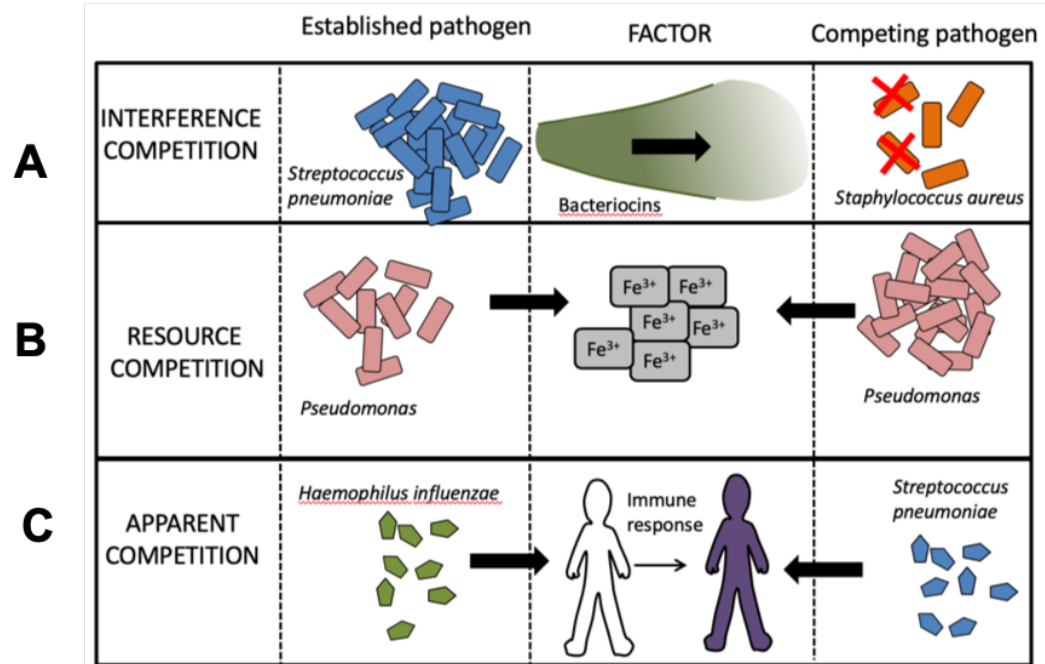 Established pathogen FACTOR Competing pathogen
A
INTERFERENCE
COMPETITION
Streptococcus
pneumoniae
Bacteriocins
Staphylococcus aureus
B
RESOURCE
COMPETITION
Pseudomonas
Fe³⁺ Fe³⁺
Fe³⁺ Fe³⁺
Fe³⁺
Fe³⁺
Pseudomonas
C
APPARENT
COMPETITION
Haemophilus influenzae
Immune
response
Streptococcus
pneumoniae